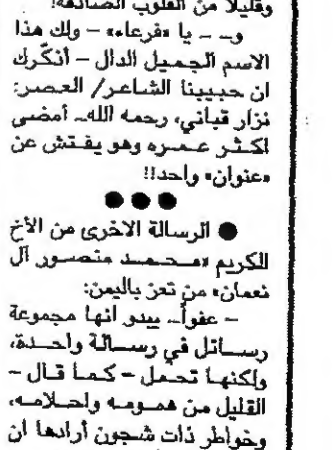 وقليلا من القلوب الصادقة!
و- - يا «فرعاء» - ولك هذا
الاسم الجميل الدال - أذكرك
ان حبيبنا الشاعر/ العصر:
نزار قباني، رحمه الله- أمضى
اكثر عمره وهو يفتش عن
«عنوان» واحد!!
● ● ●
● الرسالة الاخرى من الأخ
الكريم «محمد منصور آل
نعمان» من تعز باليمن:
- عفواً- يبدو انها مجموعة
رسائل في رسالة واحدة،
ولكنها تحمل - كما قال -
القليل من همومه واحلامه،
وخواطر ذات شجون أرادها ان